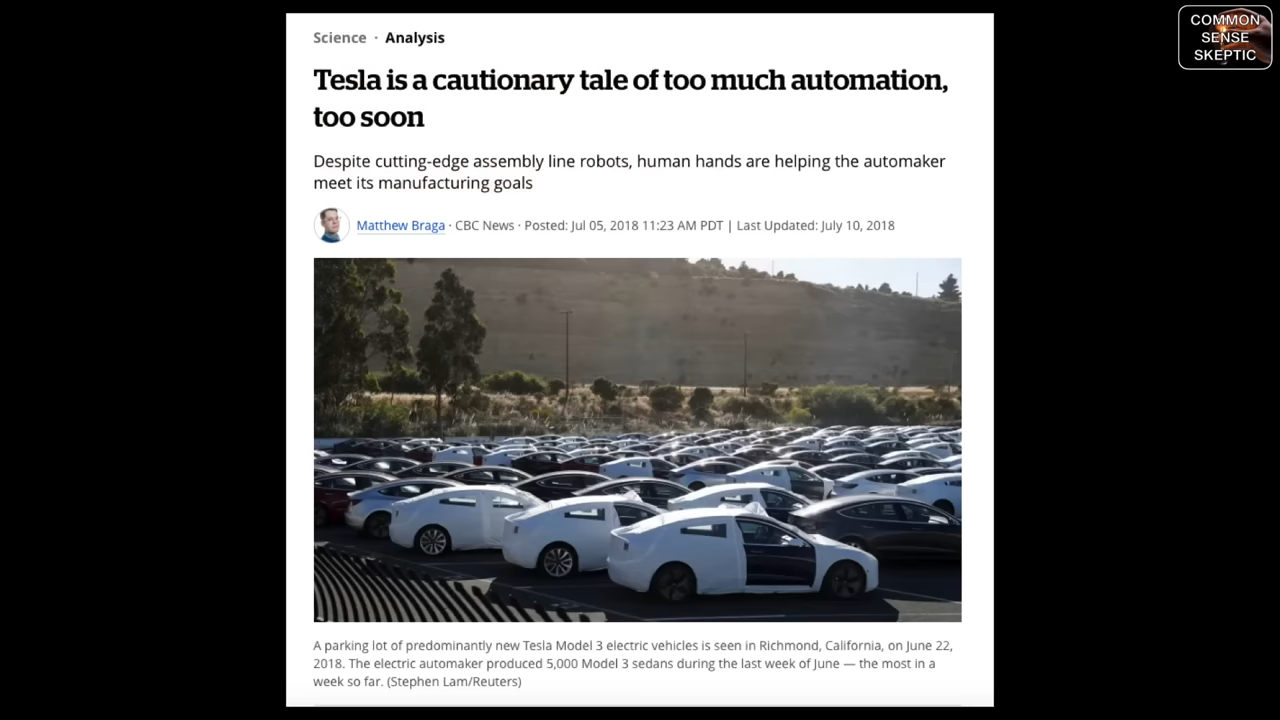 Science · Analysis
Tesla is a cautionary tale of too much automation,
too soon
Despite cutting-edge assembly line robots, human hands are helping the automaker
meet its manufacturing goals
Matthew Braga · CBC News · Posted: Jul 05, 2018 11:23 AM PDT | Last Updated: July 10, 2018
A parking lot of predominantly new Tesla Model 3 electric vehicles is seen in Richmond, California, on June 22,
2018. The electric automaker produced 5,000 Model 3 sedans during the last week of June — the most in a
week so far. (Stephen Lam/Reuters)
COMMON
SENSE
SKEPTIC